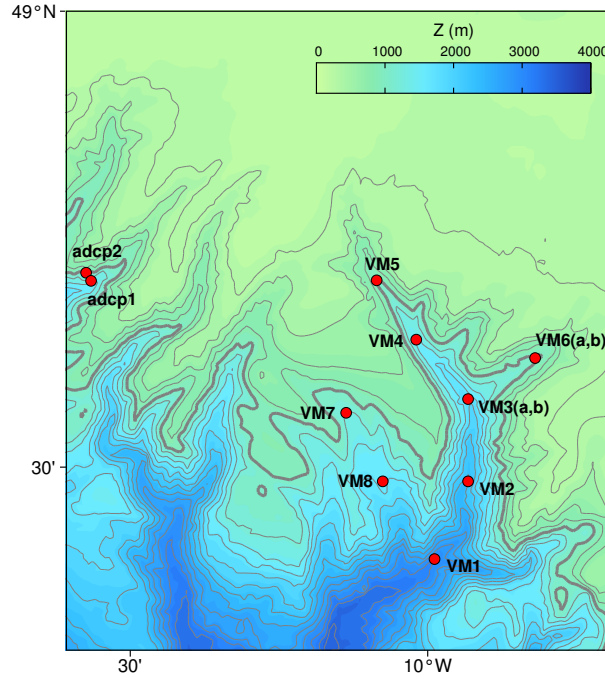 49°N
Z (m)
0 1000 2000 3000 4000
adcp2
adcp1
VM5
VM4
VM6(a,b)
VM7
VM3(a,b)
30'
VM8
VM2
VM1
30' 10°W